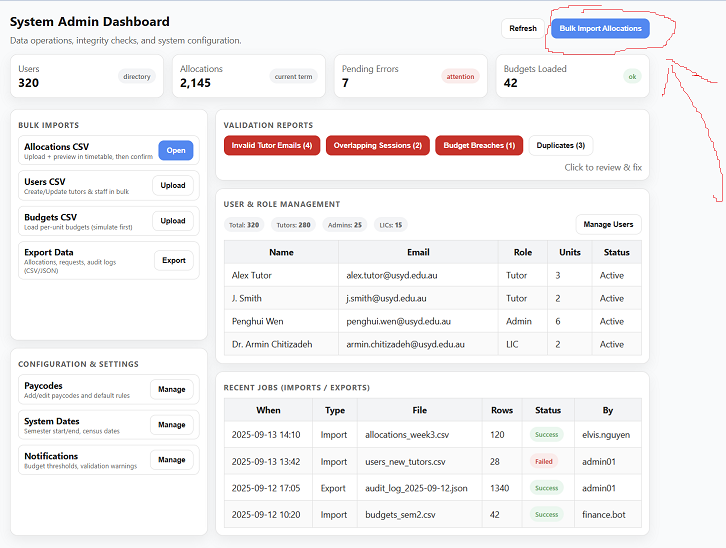 System Admin Dashboard
Data operations, integrity checks, and system configuration.
Refresh
Bulk Import Allocations
Users
320
directory
Allocations
2,145
current term
Pending Errors
7
attention
Budgets Loaded
42
ok
BULK IMPORTS
Allocations CSV
Upload + preview in timetable, then confirm
Open
Users CSV
Create/Update tutors & staff in bulk
Upload
Budgets CSV
Load per-unit budgets (simulate first)
Upload
Export Data
Allocations, requests, audit logs
(CSV/JSON)
Export
CONFIGURATION & SETTINGS
Paycodes
Add/edit paycodes and default rules
Manage
System Dates
Semester start/end, census dates
Manage
Notifications
Budget thresholds, validation warnings
Manage
VALIDATION REPORTS
Invalid Tutor Emails (4) Overlapping Sessions (2) Budget Breaches (1) Duplicates (3)
Click to review & fix
USER & ROLE MANAGEMENT
Total: 320 Tutors: 280 Admins: 25 LICs: 15 Manage Users
Name Email Role Units Status
Alex Tutor alex.tutor@usyd.edu.au Tutor 3 Active
J. Smith j.smith@usyd.edu.au Tutor 2 Active
Penghui Wen penghui.wen@usyd.edu.au Admin 6 Active
Dr. Armin Chitizadeh armin.chitizadeh@usyd.edu.au LIC 2 Active
RECENT JOBS (IMPORTS / EXPORTS)
When Type File Rows Status By
2025-09-13 14:10 Import allocations_week3.csv 120 Success elvis.nguyen
2025-09-13 13:42 Import users_new_tutors.csv 28 Failed admin01
2025-09-12 17:05 Export audit_log_2025-09-12.json 1340 Success admin01
2025-09-12 10:20 Import budgets_sem2.csv 42 Success finance.bot